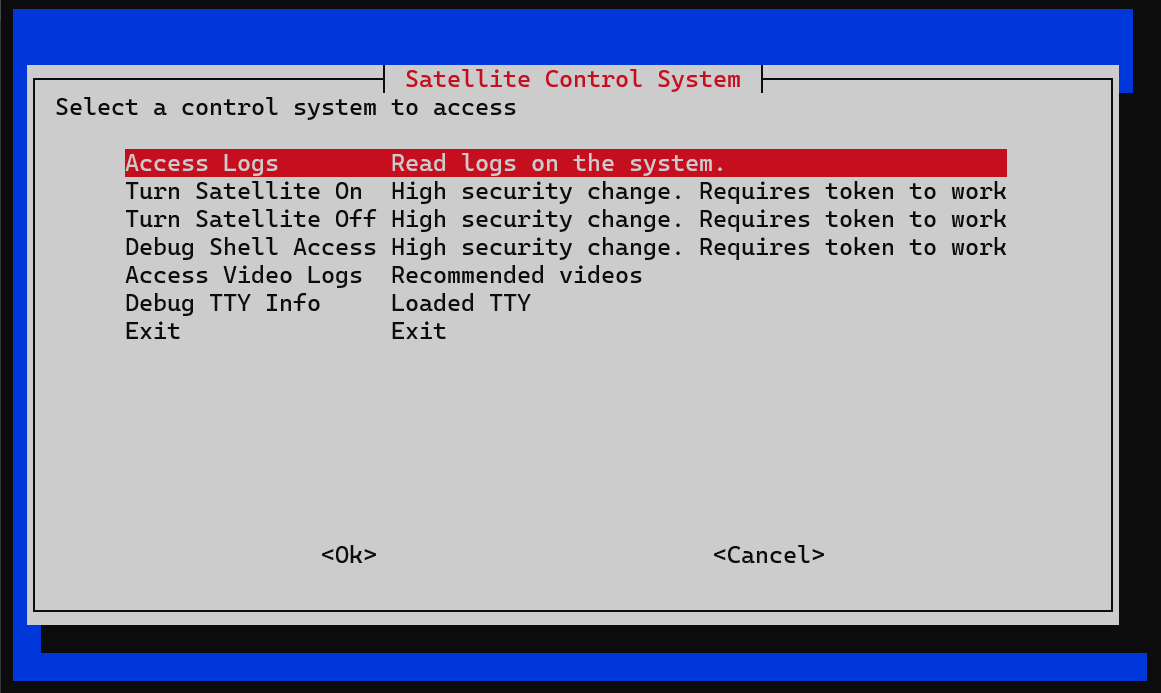 Satellite Control System
Select a control system to access
Access Logs Read logs on the system.
Turn Satellite On High security change. Requires token to work
Turn Satellite Off High security change. Requires token to work
Debug Shell Access High security change. Requires token to work
Access Video Logs Recommended videos
Debug TTY Info Loaded TTY
Exit Exit
<Ok> <Cancel>